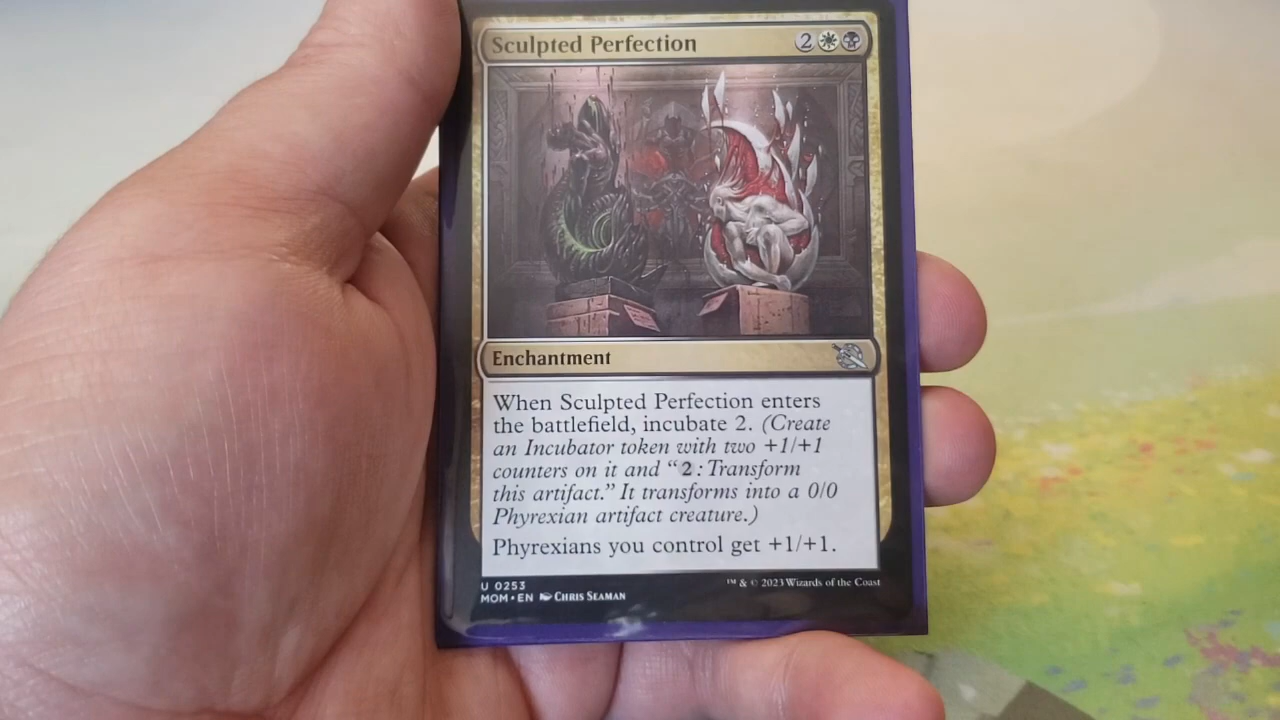 Sculpted Perfection 2
Enchantment
When Sculpted Perfection enters
the battlefield, incubate 2. (Create
an Incubator token with two +1/+1
counters on it and “2: Transform
this artifact.” It transforms into a 0/0
Phyrexian artifact creature.)
Phyrexians you control get +1/+1.
U 0253
MOM • EN Chris Seaman
™ & © 2023 Wizards of the Coast